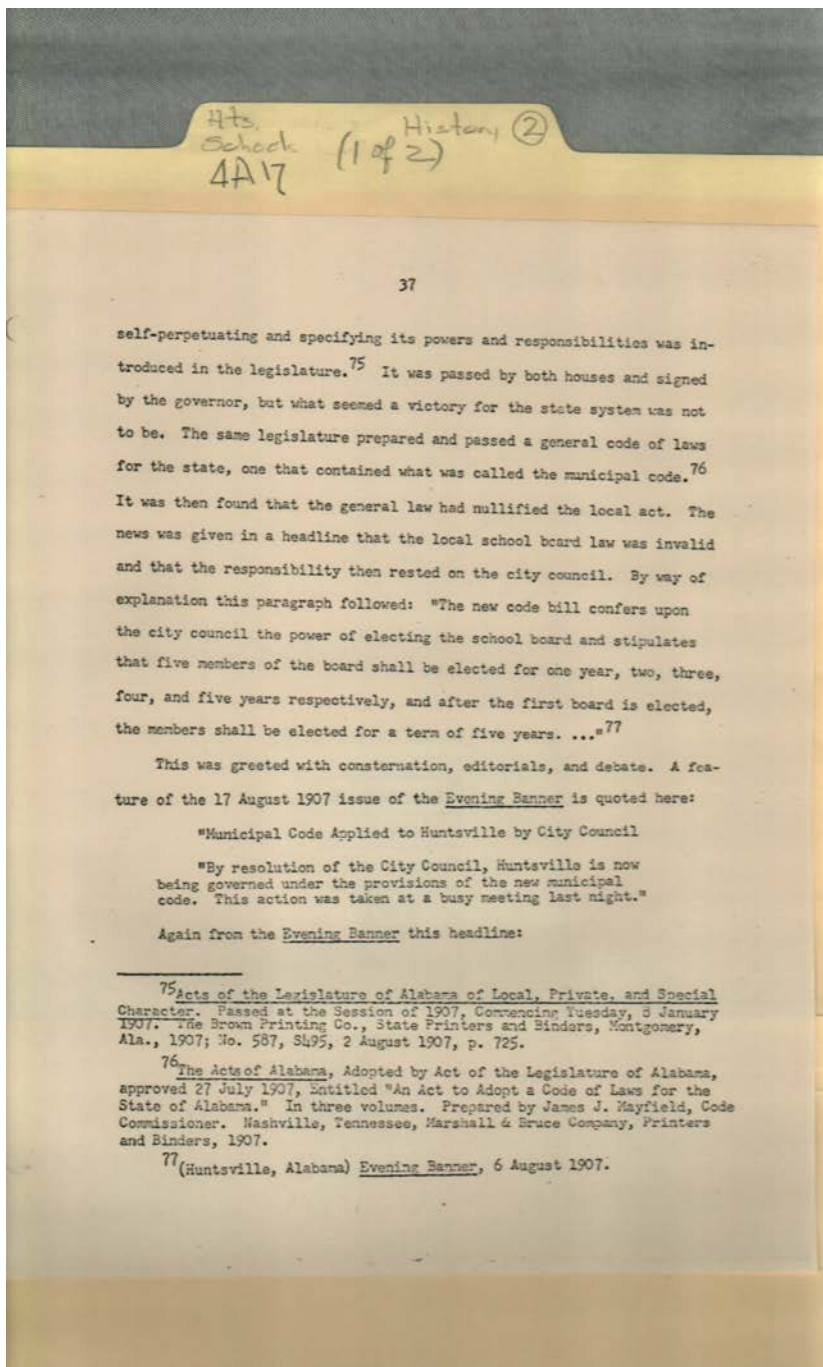 Hts. History ②
School (1 of 2)
4A17
37
self-perpetuating and specifying its powers and responsibilities was in-
troduced in the legislature.75 It was passed by both houses and signed
by the governor, but what seemed a victory for the state system was not
to be. The same legislature prepared and passed a general code of laws
for the state, one that contained what was called the municipal code.76
It was then found that the general law had nullified the local act. The
news was given in a headline that the local school board law was invalid
and that the responsibility then rested on the city council. By way of
explanation this paragraph followed: "The new code bill confers upon
the city council the power of electing the school board and stipulates
that five members of the board shall be elected for one year, two, three,
four, and five years respectively, and after the first board is elected,
the members shall be elected for a term of five years. ..."77
This was greeted with consternation, editorials, and debate. A fea-
ture of the 17 August 1907 issue of the Evening Banner is quoted here:
"Municipal Code Applied to Huntsville by City Council
"By resolution of the City Council, Huntsville is now
being governed under the provisions of the new municipal
code. This action was taken at a busy meeting last night."
Again from the Evening Banner this headline:
75Acts of the Legislature of Alabama of Local, Private, and Special
Character. Passed at the Session of 1907, Commencing Tuesday, 8 January
1907. The Brown Printing Co., State Printers and Binders, Montgomery,
Ala., 1907; No. 587, S495, 2 August 1907, p. 725.
76The Acts of Alabama, Adopted by Act of the Legislature of Alabama,
approved 27 July 1907, Entitled "An Act to Adopt a Code of Laws for the
State of Alabama." In three volumes. Prepared by James J. Mayfield, Code
Commissioner. Nashville, Tennessee, Marshall & Bruce Company, Printers
and Binders, 1907.
77(Huntsville, Alabama) Evening Banner, 6 August 1907.